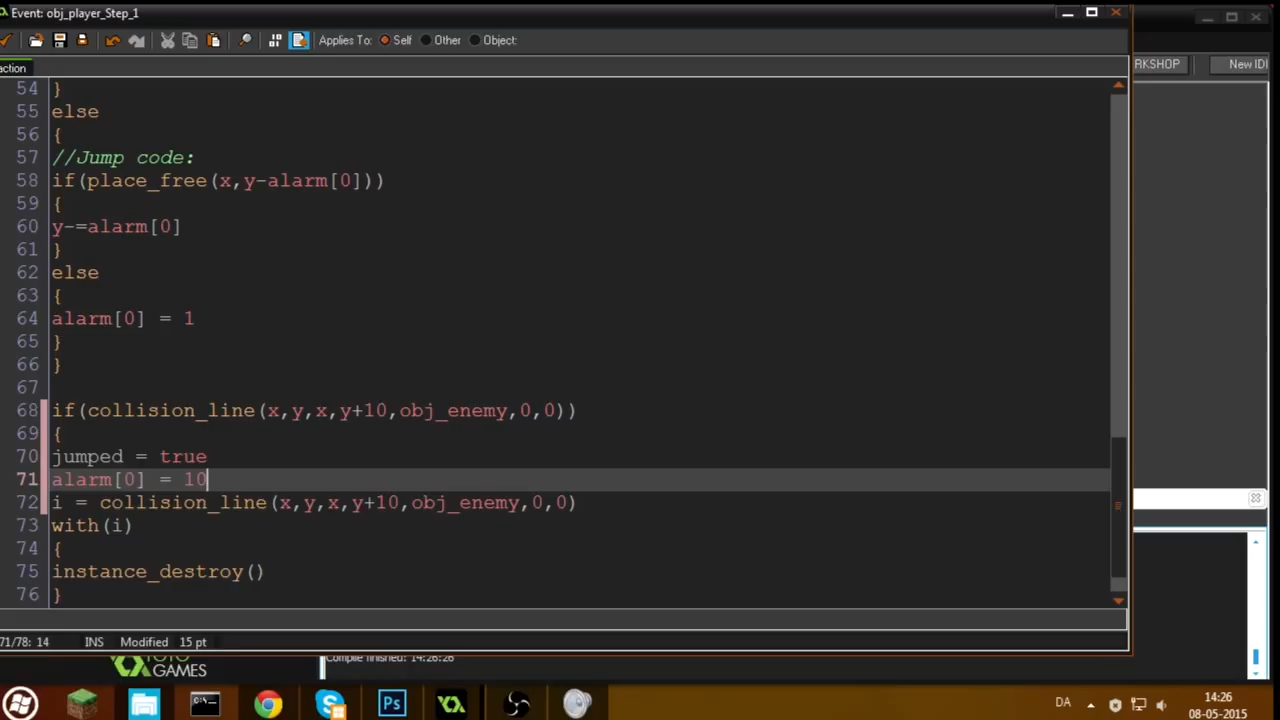 Event: obj_player_Step_1
Applies To: Self Other Object:
action
RKSHOP
New IDI
54 }
55 else
56 {
57 //Jump code:
58 if(place_free(x,y-alarm[0]))
59 {
60 y-=alarm[0]
61 }
62 else
63 {
64 alarm[0] = 1
65 }
66 }
67
68 if(collision_line(x,y,x,y+10,obj_enemy,0,0))
69 {
70 jumped = true
71 alarm[0] = 10
72 i = collision_line(x,y,x,y+10,obj_enemy,0,0)
73 with(i)
74 {
75 instance_destroy()
76 }
71/78: 14 INS Modified 15 pt
GAMES
Compile finished: 14:26:26
Ps
DA
14:26
08-05-2015